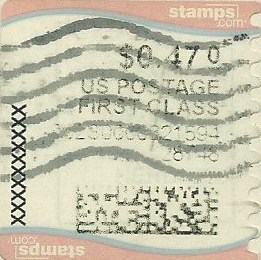 stamps
.com
$0.470
US POSTAGE
FIRST-CLASS
stamps
.com